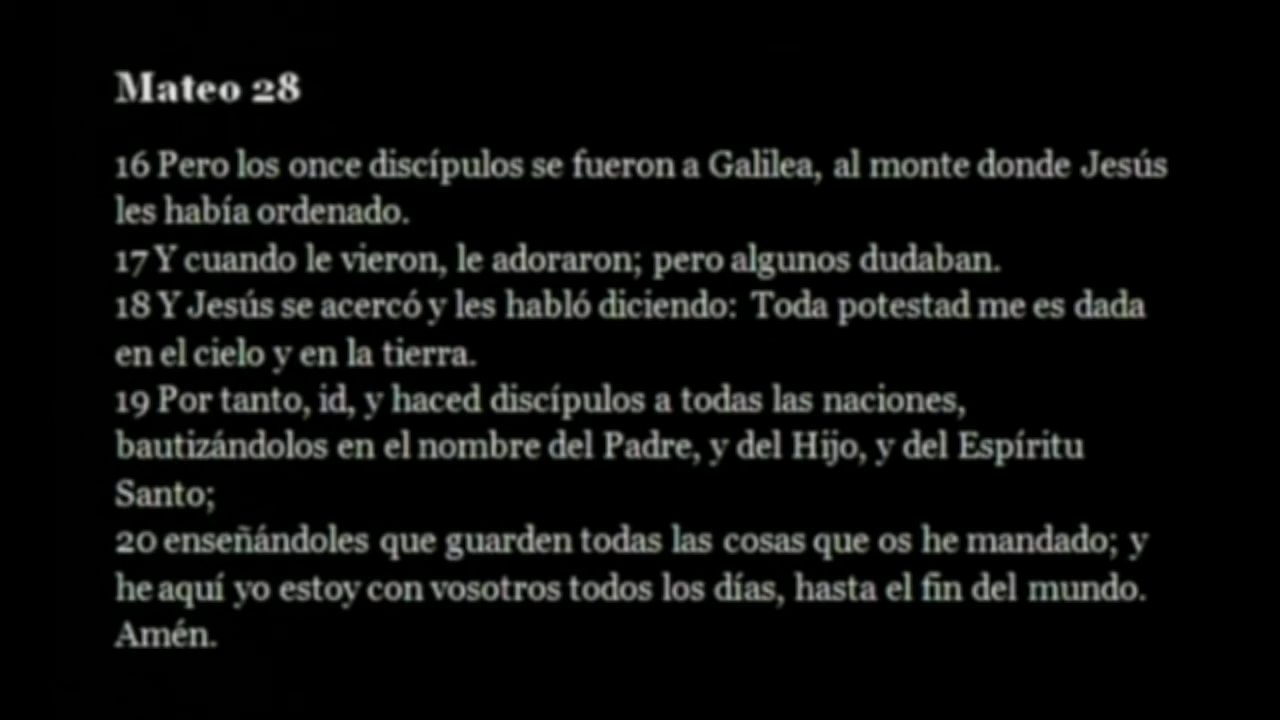 Mateo 28
16 Pero los once discípulos se fueron a Galilea, al monte donde Jesús
les había ordenado.
17 Y cuando le vieron, le adoraron; pero algunos dudaban.
18 Y Jesús se acercó y les habló diciendo: Toda potestad me es dada
en el cielo y en la tierra.
19 Por tanto, id, y haced discípulos a todas las naciones,
bautizándolos en el nombre del Padre, y del Hijo, y del Espíritu
Santo;
20 enseñándoles que guarden todas las cosas que os he mandado; y
he aquí yo estoy con vosotros todos los días, hasta el fin del mundo.
Amén.